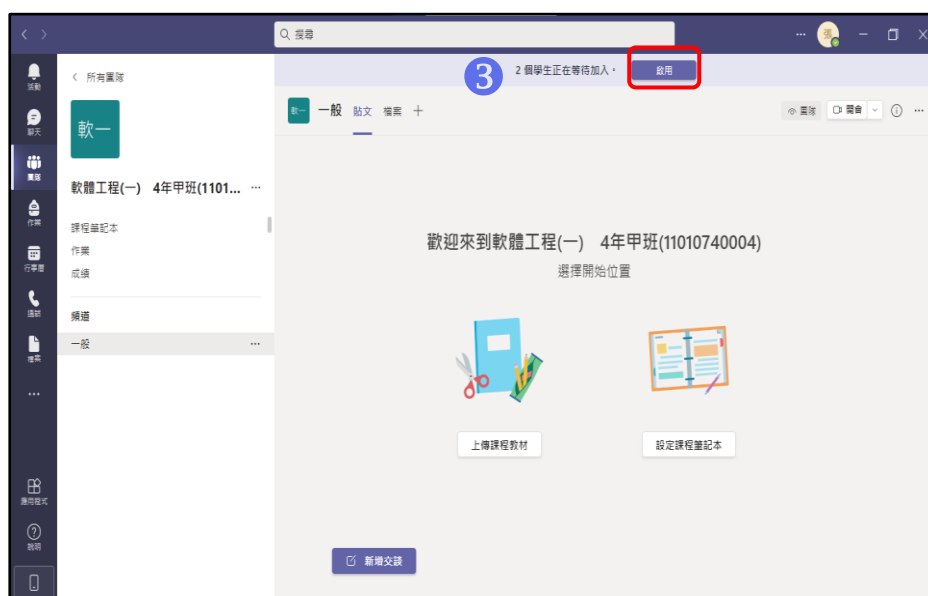 搜尋
...
張
活動
聊天
團隊
作業
行事曆
通話
檔案
...
應用程式
說明
所有團隊
軟一
軟體工程(一) 4年甲班(1101... ...
課程筆記本
作業
成績
頻道
一般 ...
3
2 個學生正在等待加入。 啟用
軟一 一般 貼文 檔案 +
團隊 開會 ...
歡迎來到軟體工程(一) 4年甲班(11010740004)
選擇開始位置
上傳課程教材
設定課程筆記本
新增交談